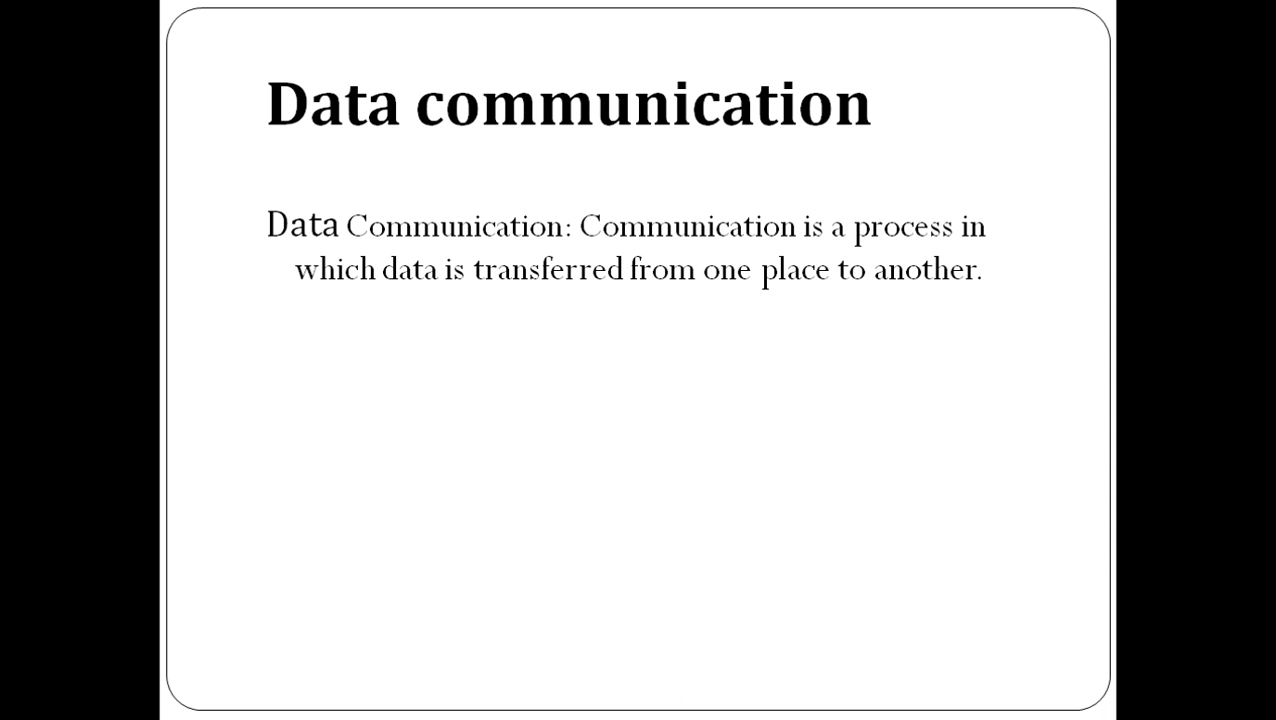 Data communication
Data Communication: Communication is a process in
which data is transferred from one place to another.